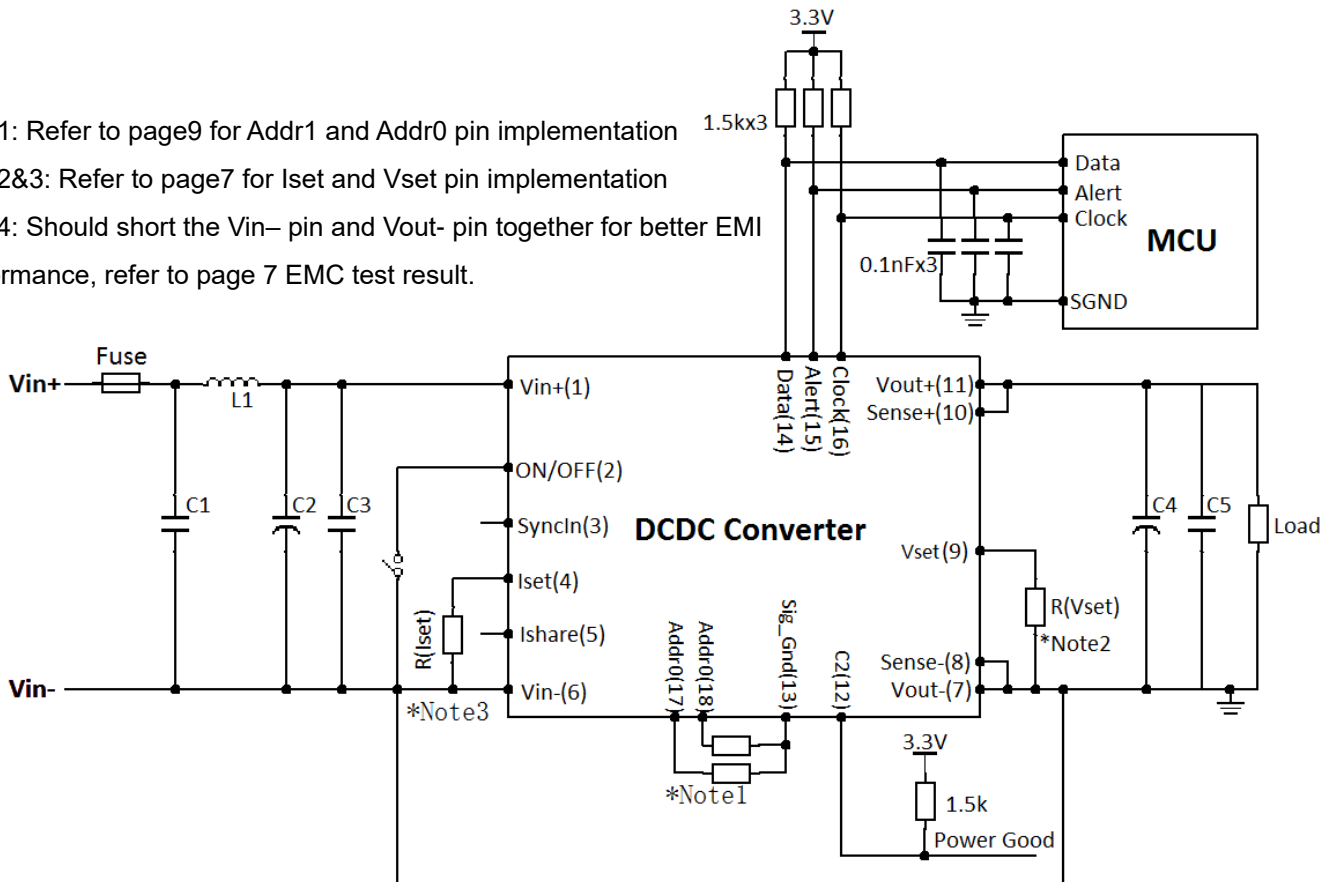 3.3V
1: Refer to page9 for Addr1 and Addr0 pin implementation
1.5kx3
2&3: Refer to page7 for Iset and Vset pin implementation
4: Should short the Vin– pin and Vout- pin together for better EMI
rmance, refer to page 7 EMC test result.
Data
Alert
Clock
MCU
0.1nFx3
SGND
Fuse
Vin+
L1
Vin+(1)
Data(14)
Alert(15)
Clock(16)
Vout+(11)
Sense+(10)
ON/OFF(2)
C1
C2
C3
SyncIn(3)
DCDC Converter
C4
C5
Load
Vset(9)
Iset(4)
R(Iset)
Ishare(5)
R(Vset)
*Note2
Addr0(17)
Addr0(18)
Sig_Gnd(13)
C2(12)
Sense-(8)
Vout-(7)
Vin-
Vin-(6)
*Note3
*Note1
3.3V
1.5k
Power Good